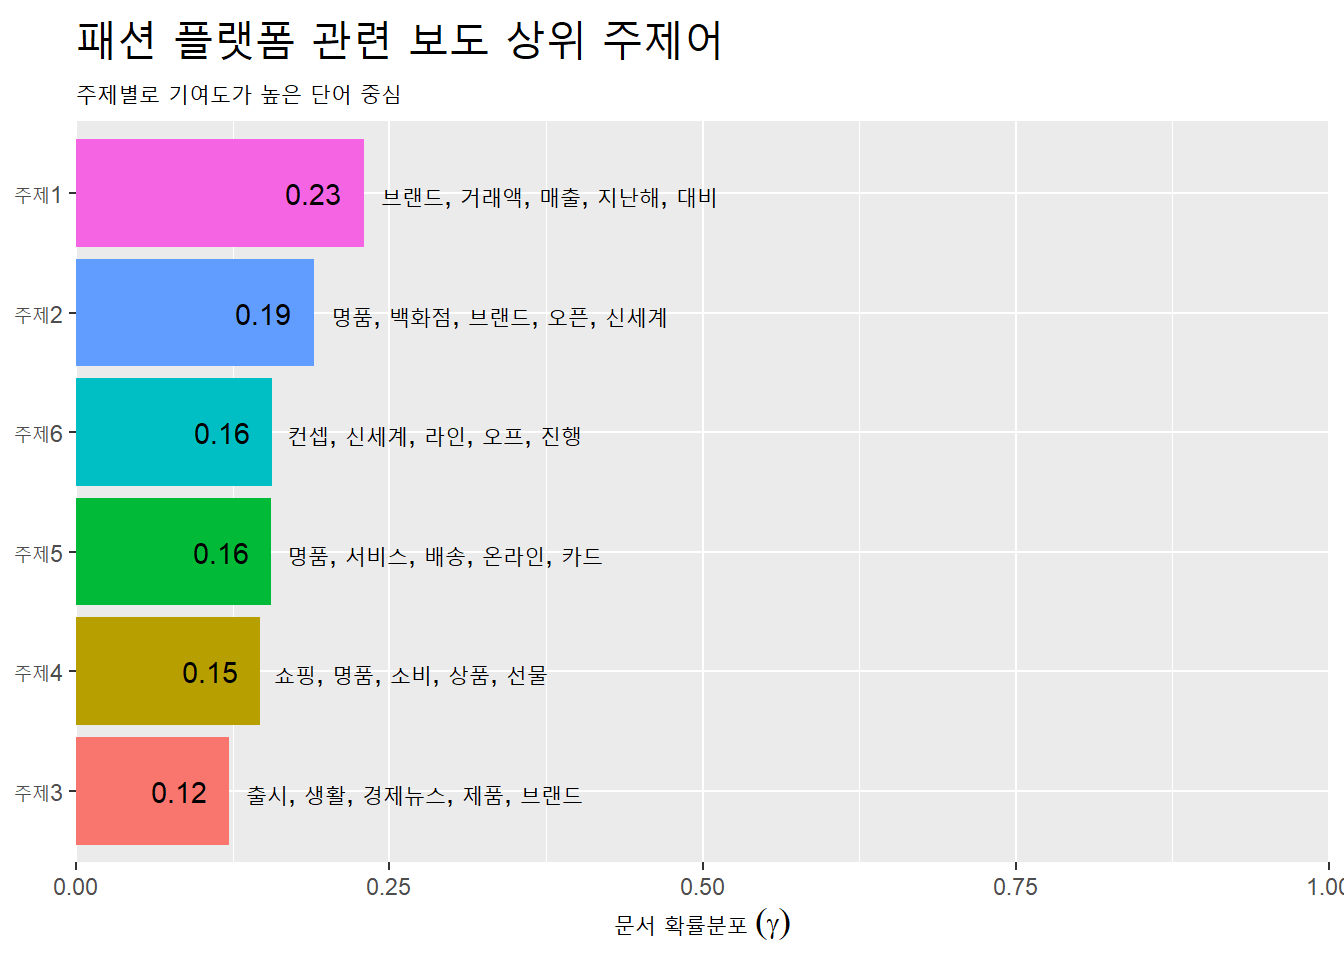 패션 플랫폼 관련 보도 상위 주제어
주제별로 기여도가 높은 단어 중심
주제1 0.23 브랜드, 거래액, 매출, 지난해, 대비
주제2 0.19 명품, 백화점, 브랜드, 오픈, 신세계
주제6 0.16 컨셉, 신세계, 라인, 오프, 진행
주제5 0.16 명품, 서비스, 배송, 온라인, 카드
주제4 0.15 쇼핑, 명품, 소비, 상품, 선물
주제3 0.12 출시, 생활, 경제뉴스, 제품, 브랜드
0.00 0.25 0.50 0.75 1.00
문서 확률분포 (γ)